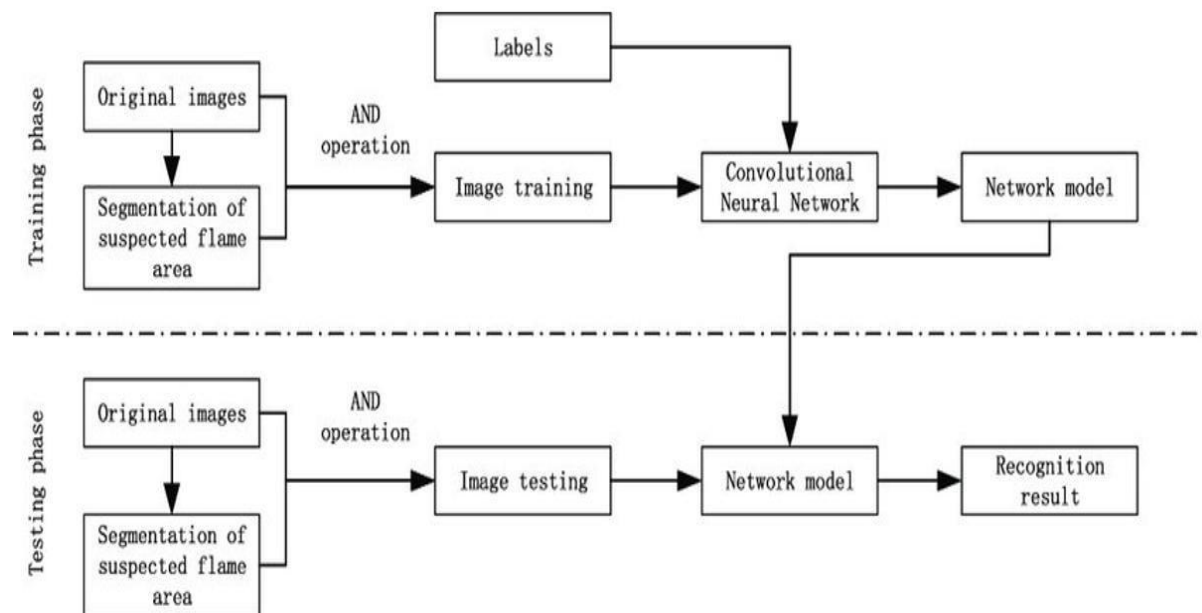 Training phase
Original images
Segmentation of
suspected flame
area
AND
operation
Labels
Image training
Convolutional
Neural Network
Network model
Testing phase
Original images
Segmentation of
suspected flame
area
AND
operation
Image testing
Network model
Recognition
result